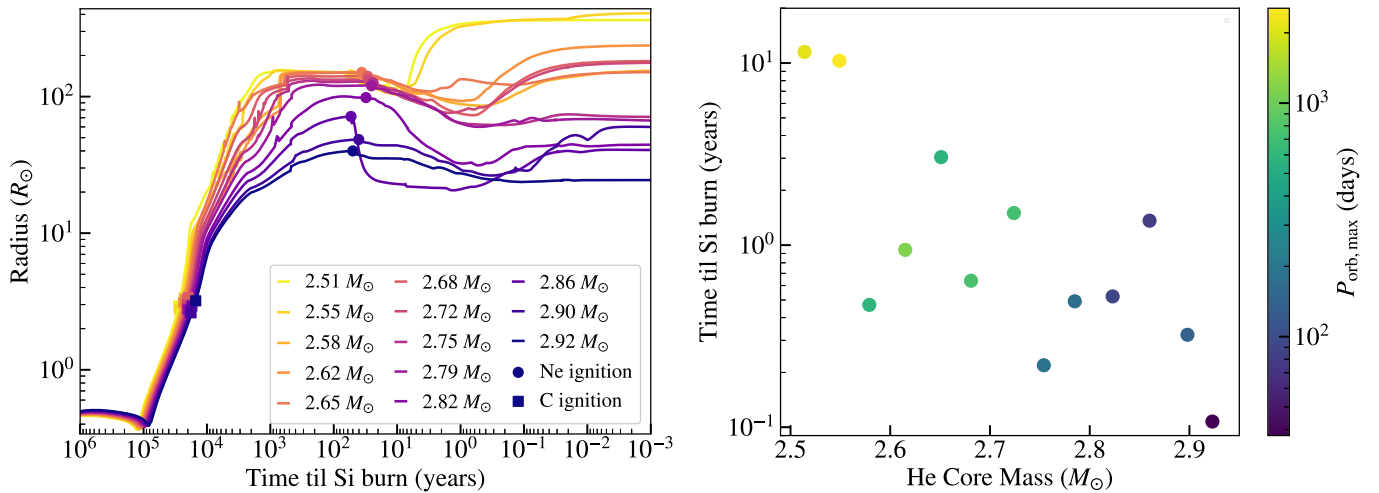 Radius (R⊙)
10²
10¹
10⁰
10⁶
10⁵
10⁴
10³
10²
10¹
10⁰
10⁻¹
10⁻²
10⁻³
Time til Si burn (years)
2.51 M⊙
2.55 M⊙
2.58 M⊙
2.62 M⊙
2.65 M⊙
2.68 M⊙
2.72 M⊙
2.75 M⊙
2.79 M⊙
2.82 M⊙
2.86 M⊙
2.90 M⊙
2.92 M⊙
Ne ignition
C ignition
Time til Si burn (years)
10¹
10⁰
10⁻¹
2.5
2.6
2.7
2.8
2.9
He Core Mass (M⊙)
10³
10²
P orb, max (days)